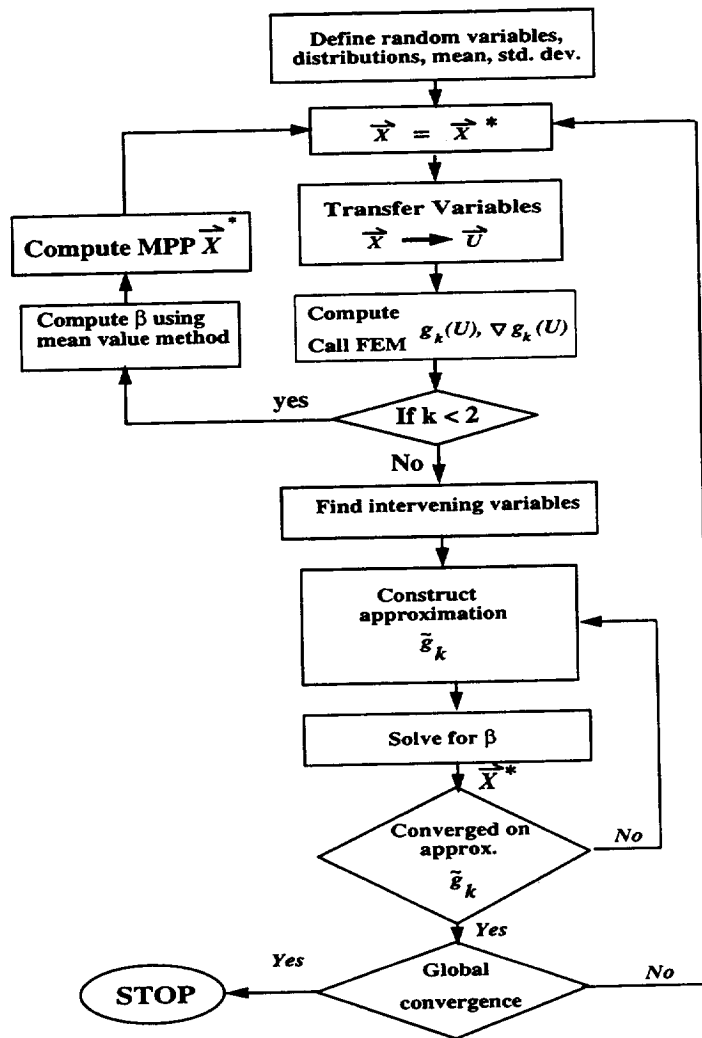 Define random variables,
distributions, mean, std. dev.
X⃗ = X⃗ *
Transfer Variables
X⃗ → U⃗
Compute MPP X⃗ *
Compute β using
mean value method
Compute
Call FEM g_k(U), ∇ g_k(U)
yes
If k < 2
No
Find intervening variables
Construct
approximation
g̃_k
Solve for β
X⃗ *
Converged on
approx.
g̃_k
No
Yes
Yes
Global
convergence
No
STOP